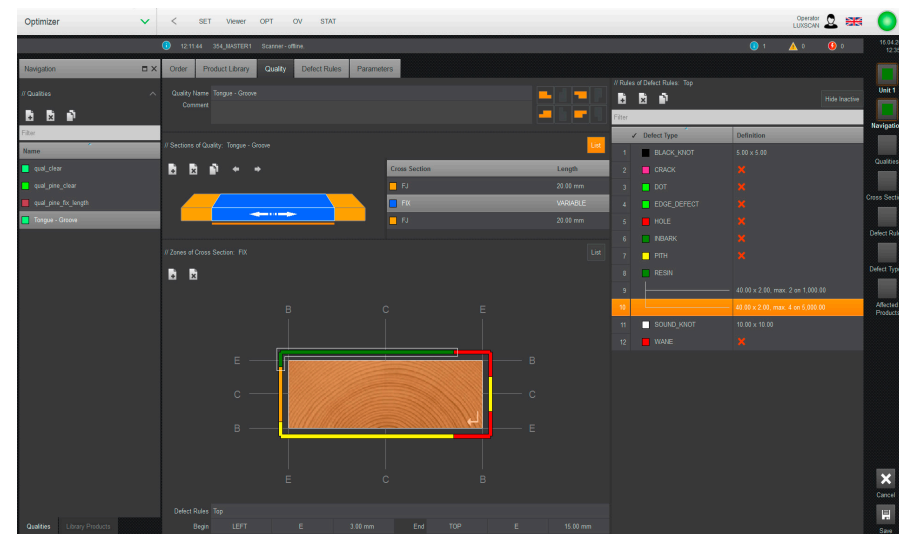 Optimizer
SET Viewer OPT OV STAT
Operator
LUXSCAN
12:11:44 354_MASTER1 Scanner - offline.
1 0 0
Navigation
Order Product Library Quality Defect Rules Parameters
// Qualities
Filter
Name
qual_clear
qual_pine_clear
qual_pine_fix_length
Tongue - Groove
Qualities Library Products
Quality Name Tongue - Groove
Comment
// Sections of Quality: Tongue - Groove
List
Cross Section Length
FJ 20.00 mm
FIX VARIABLE
FJ 20.00 mm
// Zones of Cross Section: FIX
List
B C E
E B
C C
B E
E C B
Defect Rules Top
Begin LEFT E 3.00 mm End TOP E 15.00 mm
// Rules of Defect Rules: Top
Hide Inactive
Filter
Defect Type Definition
1 BLACK_KNOT 5.00 x 5.00
2 CRACK
3 DOT
4 EDGE_DEFECT
5 HOLE
6 INBARK
7 PITH
8 RESIN
9 40.00 x 2.00, max. 2 on 1,000.00
10 40.00 x 2.00, max. 4 on 5,000.00
11 SOUND_KNOT 10.00 x 10.00
12 WANE
16.04.2
12:35
Unit 1
Navigatio
Qualities
Cross Secti
Defect Rule
Defect Type
Affected
Products
Cancel
Save